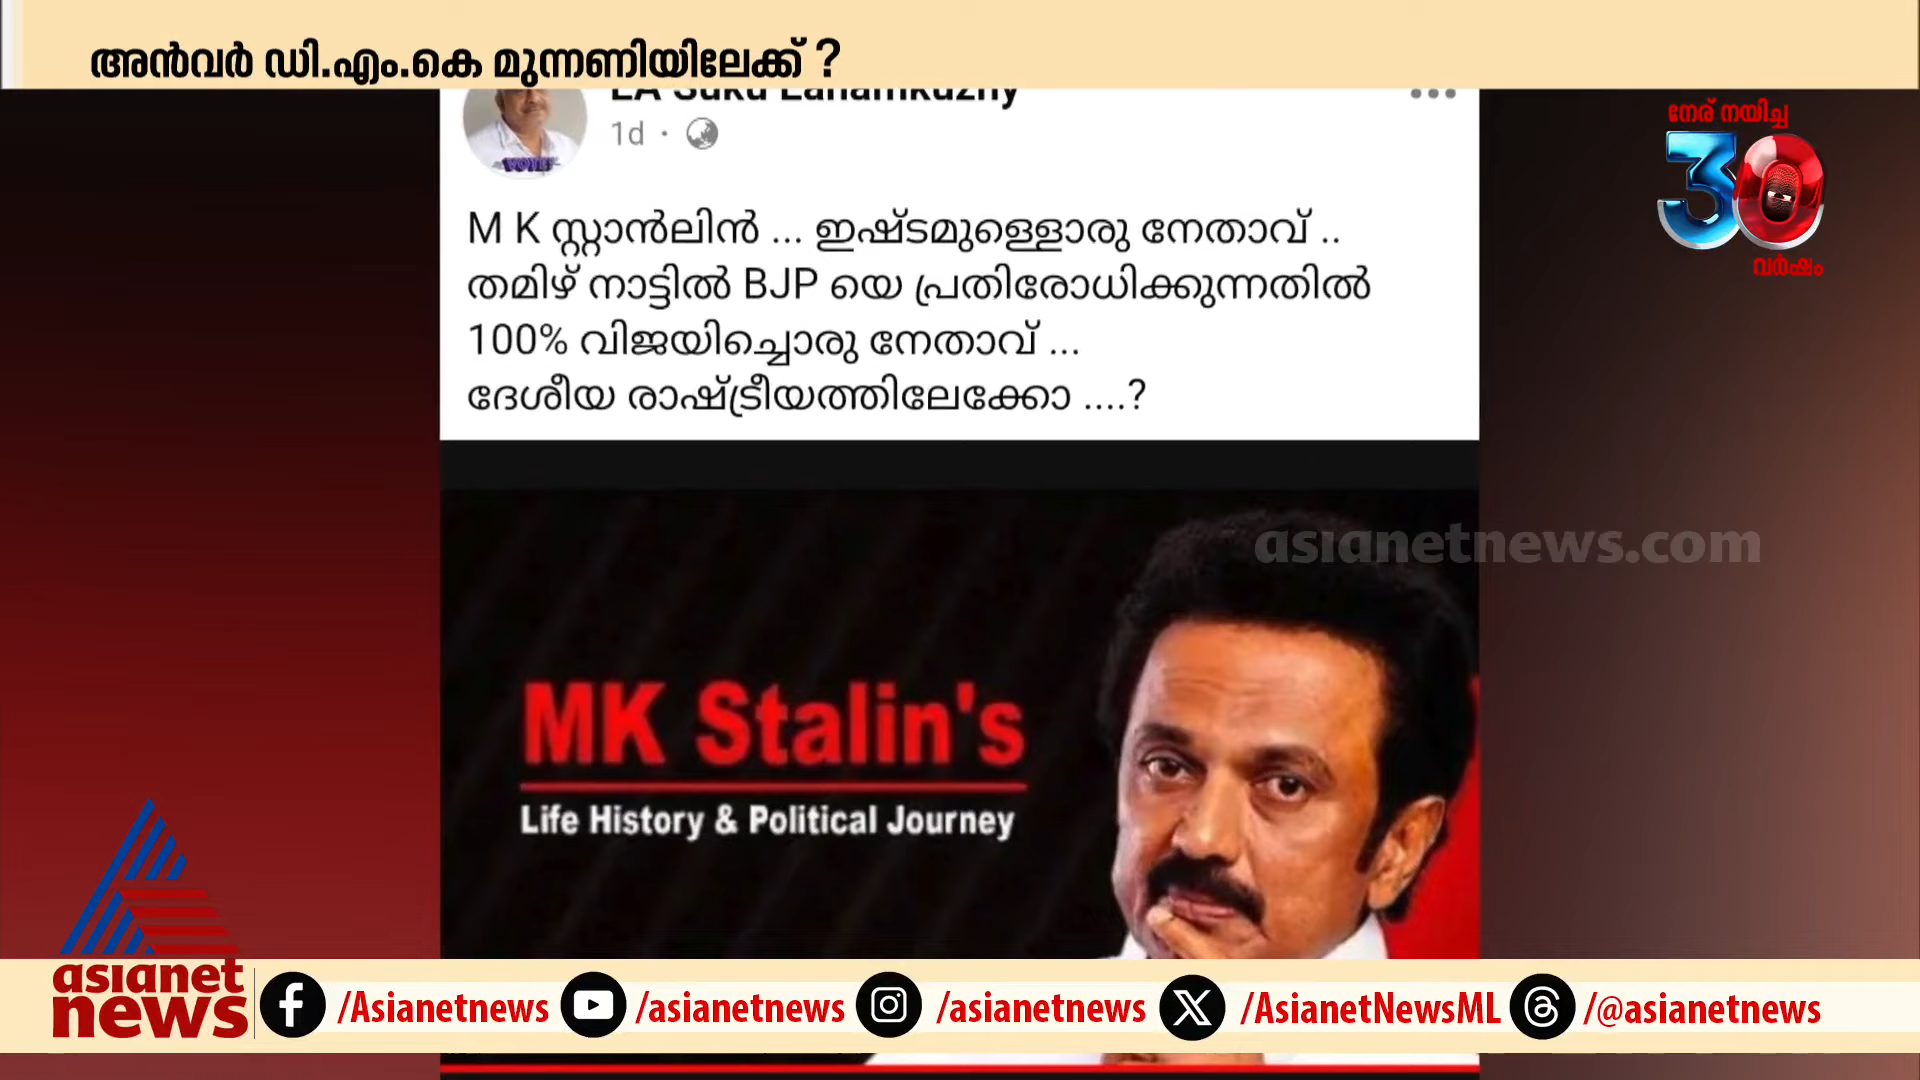 അൻവർ ഡി.എം.കെ മുന്നണിയിലേക്ക് ?
നേര് നയിച്ച
30
വർഷം
1d ·
VOTE
M K സ്റ്റാൻലിൻ ... ഇഷ്ടമുള്ളൊരു നേതാവ് ..
തമിഴ് നാട്ടിൽ BJP യെ പ്രതിരോധിക്കുന്നതിൽ
100% വിജയിച്ചൊരു നേതാവ് ...
ദേശീയ രാഷ്ട്രീയത്തിലേക്കോ ....?
asianetnews.com
MK Stalin's
Life History & Political Journey
asianet
news
/Asianetnews /asianetnews /asianetnews /AsianetNewsML /@asianetnews